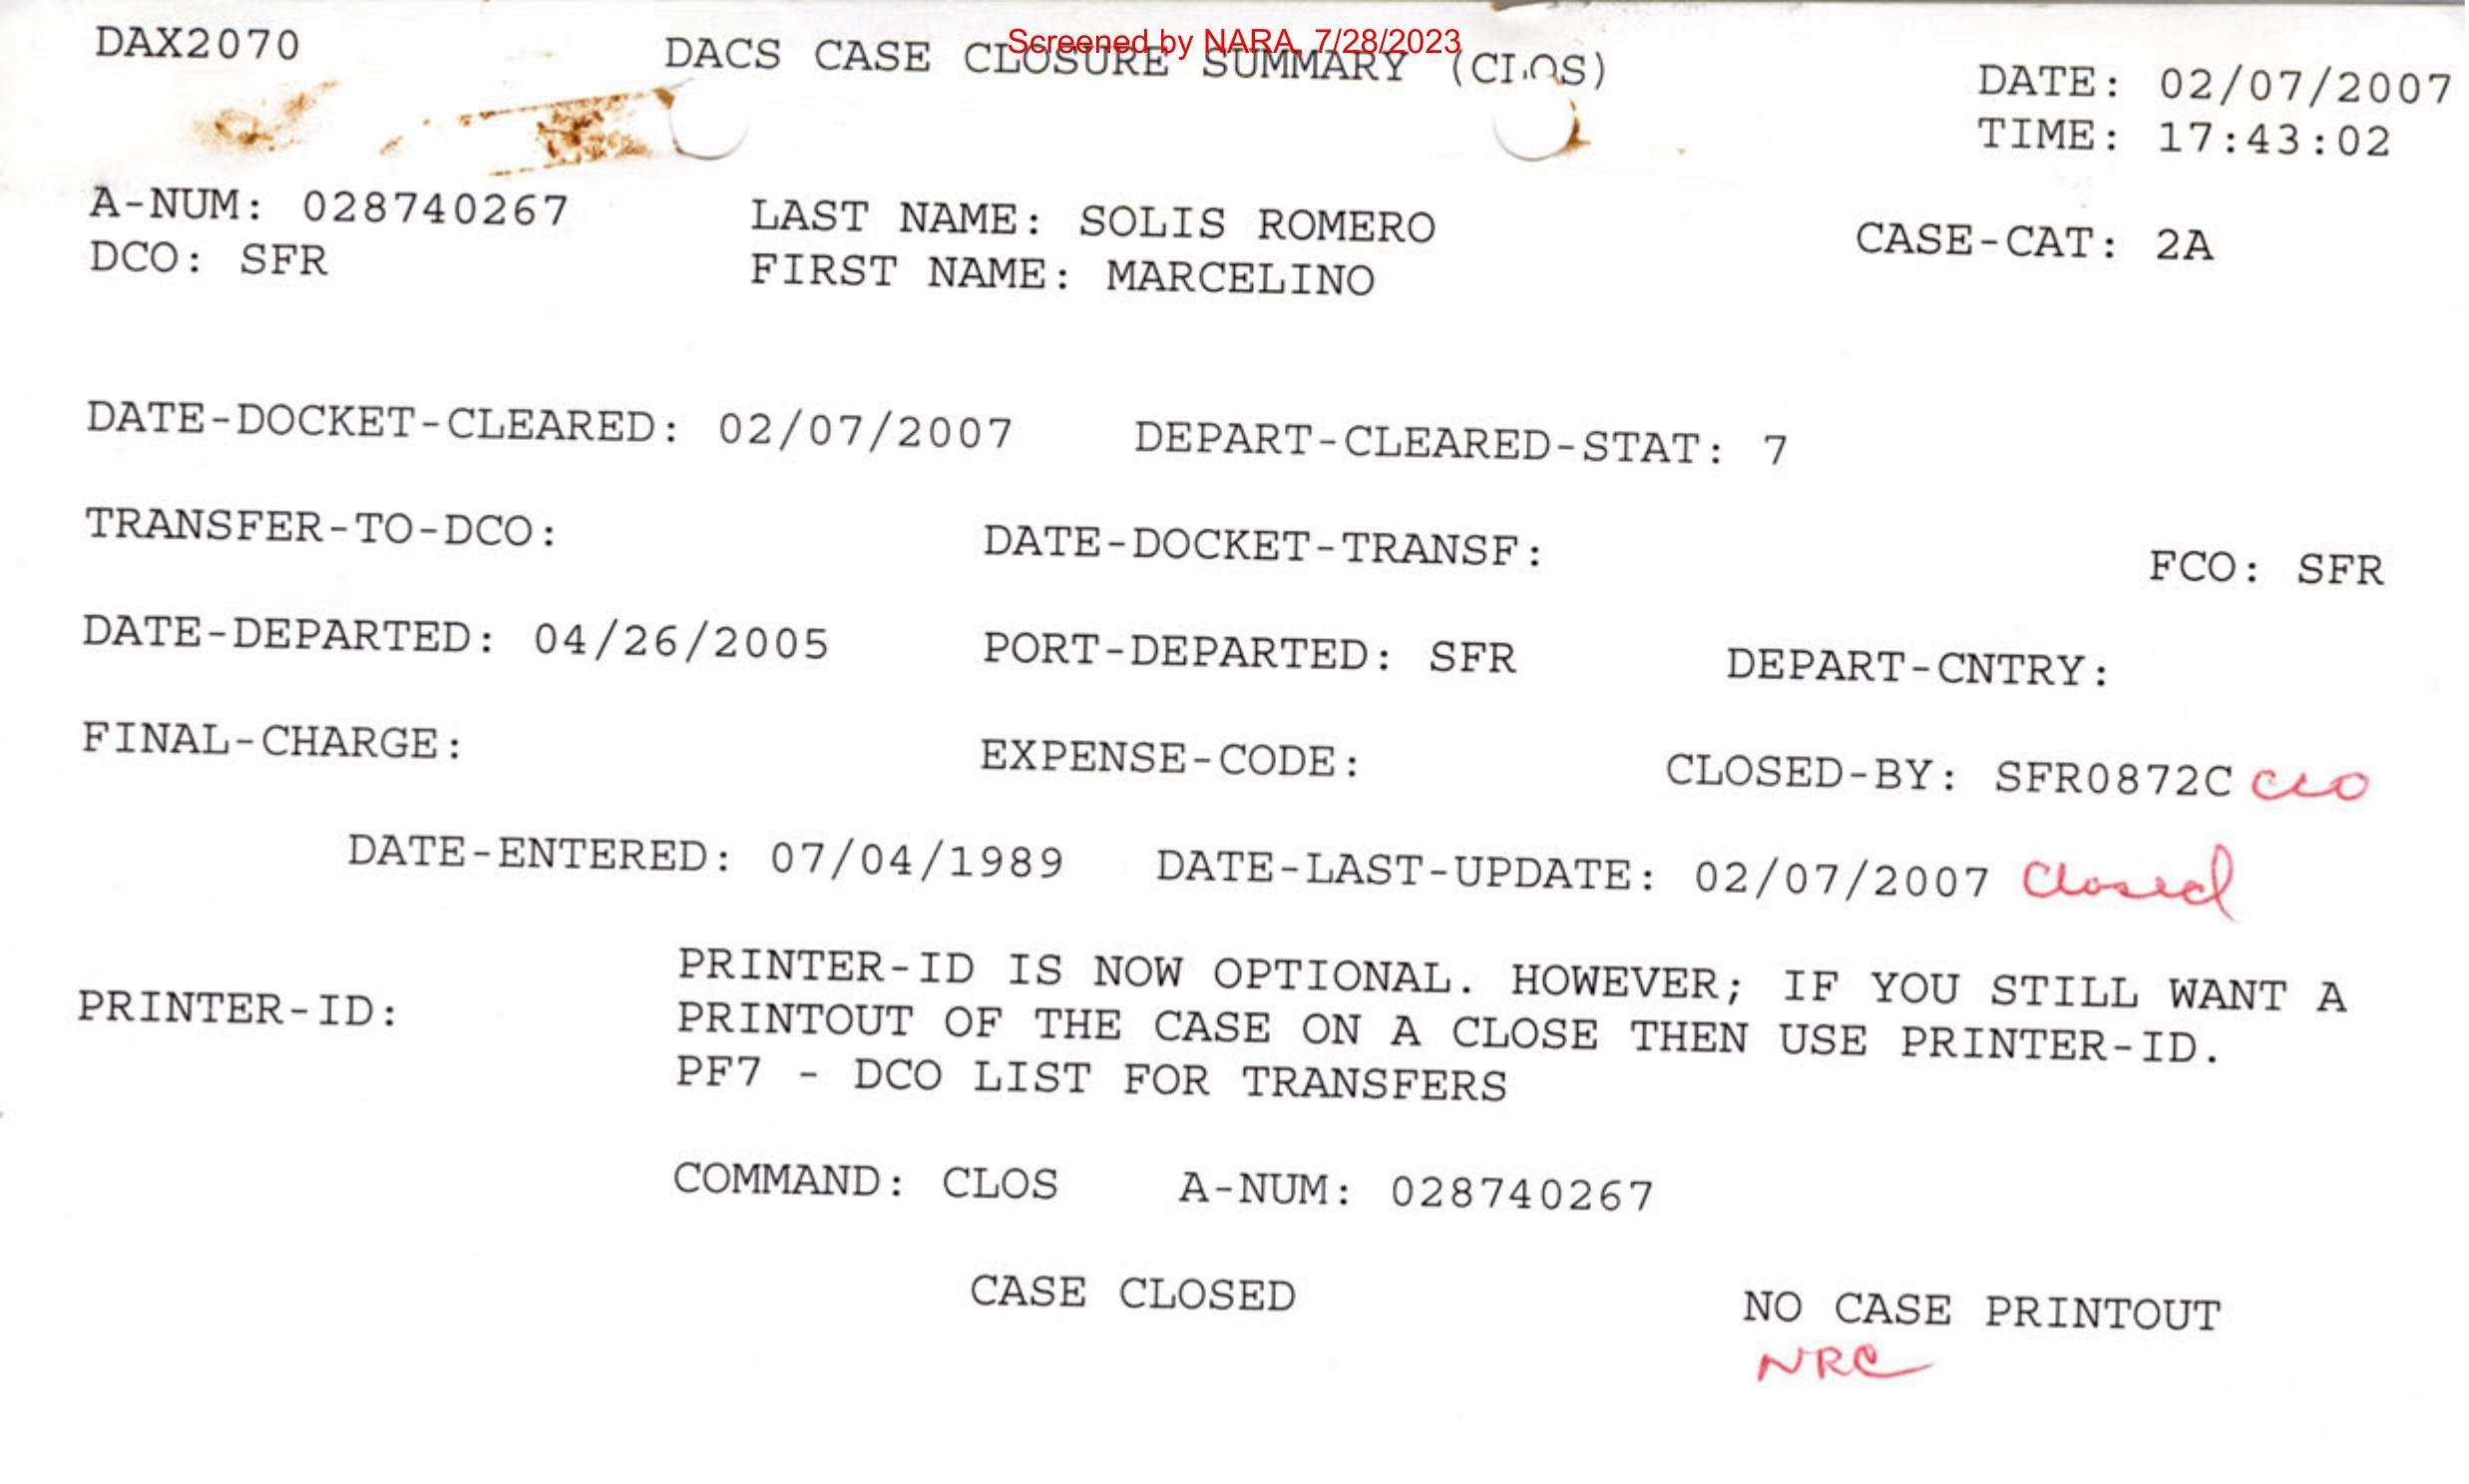 Screened by NARA, 7/28/2023
DAX2070 DACS CASE CLOSURE SUMMARY (CLOS) DATE: 02/07/2007
TIME: 17:43:02
A-NUM: 028740267 LAST NAME: SOLIS ROMERO CASE-CAT: 2A
DCO: SFR FIRST NAME: MARCELINO
DATE-DOCKET-CLEARED: 02/07/2007 DEPART-CLEARED-STAT: 7
TRANSFER-TO-DCO: DATE-DOCKET-TRANSF: FCO: SFR
DATE-DEPARTED: 04/26/2005 PORT-DEPARTED: SFR DEPART-CNTRY:
FINAL-CHARGE: EXPENSE-CODE: CLOSED-BY: SFR0872C
DATE-ENTERED: 07/04/1989 DATE-LAST-UPDATE: 02/07/2007 Closed
PRINTER-ID IS NOW OPTIONAL. HOWEVER; IF YOU STILL WANT A
PRINTER-ID: PRINTOUT OF THE CASE ON A CLOSE THEN USE PRINTER-ID.
PF7 - DCO LIST FOR TRANSFERS
COMMAND: CLOS A-NUM: 028740267
CASE CLOSED NO CASE PRINTOUT
NRC